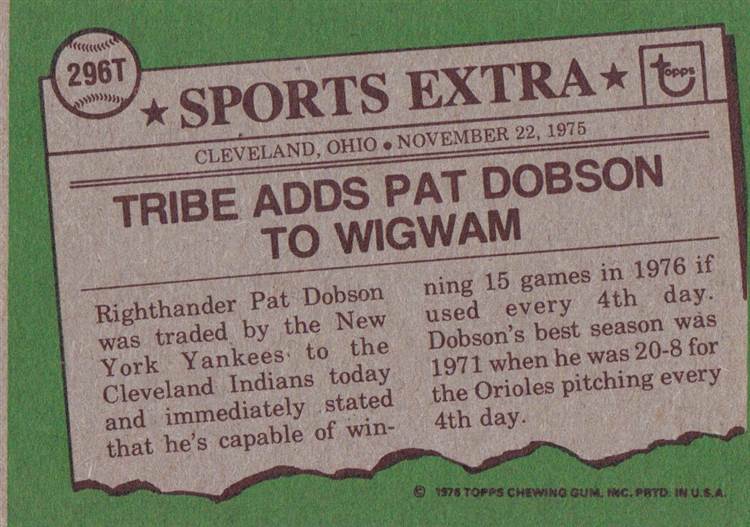 296T
★ SPORTS EXTRA ★
topps
CLEVELAND, OHIO • NOVEMBER 22, 1975
TRIBE ADDS PAT DOBSON
TO WIGWAM
Righthander Pat Dobson
was traded by the New
York Yankees to the
Cleveland Indians today
and immediately stated
that he's capable of win-
ning 15 games in 1976 if
used every 4th day.
Dobson's best season was
1971 when he was 20-8 for
the Orioles pitching every
4th day.
© 1976 TOPPS CHEWING GUM, INC. PRTD. IN U.S.A.